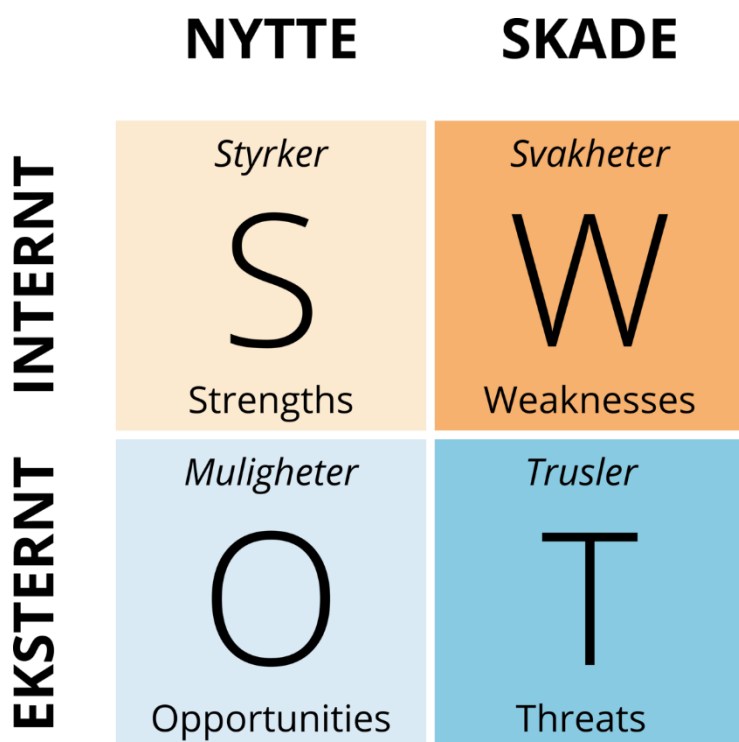 NYTTE SKADE
INTERNT
Styrker
S
Strengths
Svakheter
W
Weaknesses
EKSTERNT
Muligheter
O
Opportunities
Trusler
T
Threats